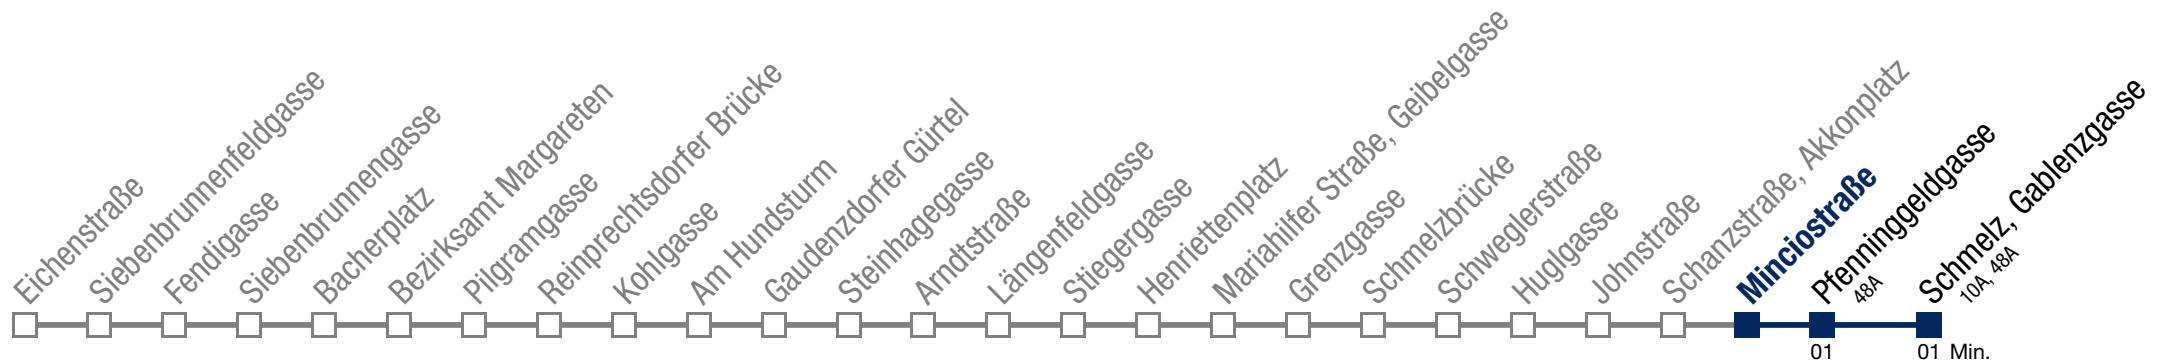 Eichenstraße
Siebenbrunnenfeldgasse
Fendigasse
Siebenbrunnengasse
Bacherplatz
Bezirksamt Margareten
Pilgramgasse
Reinprechtsdorfer Brücke
Kohlgasse
Am Hundsturm
Gaudenzdorfer Gürtel
Steinhagegasse
Arndtstraße
Längenfeldgasse
Stiegergasse
Henriettenplatz
Mariahilfer Straße, Geibelgasse
Grenzgasse
Schmelzbrücke
Schweglerstraße
Huglgasse
Johnstraße
Schanzstraße, Akkonplatz
Minciostraße
Pfenninggeldgasse
48A
Schmelz, Gablenzgasse
10A, 48A
01
01 Min.